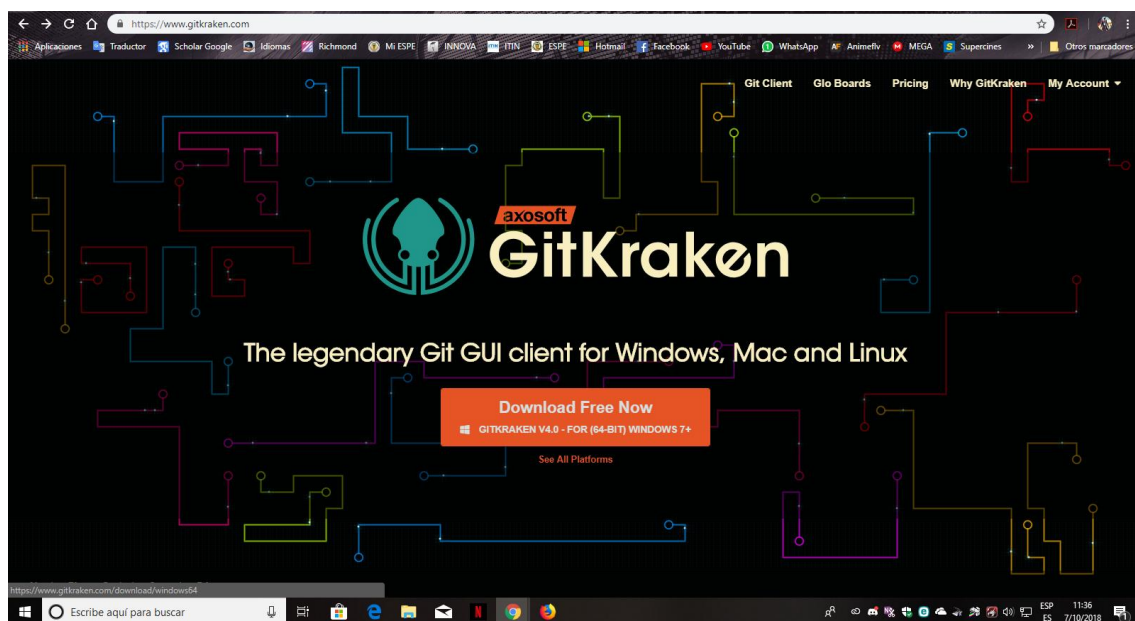 https://www.gitkraken.com
Aplicaciones Traductor Scholar Google Idiomas Richmond Mi ESPE INNOVA ITIN ESPE Hotmail Facebook YouTube WhatsApp Animeflv MEGA Supercines » Otros marcadores
Git Client Glo Boards Pricing Why GitKraken My Account
axosoft
GitKraken
The legendary Git GUI client for Windows, Mac and Linux
Download Free Now
GITKRAKEN V4.0 - FOR (64-BIT) WINDOWS 7+
See All Platforms
https://www.gitkraken.com/download/windows64
Escribe aquí para buscar
ESP 11:36
ES 7/10/2018